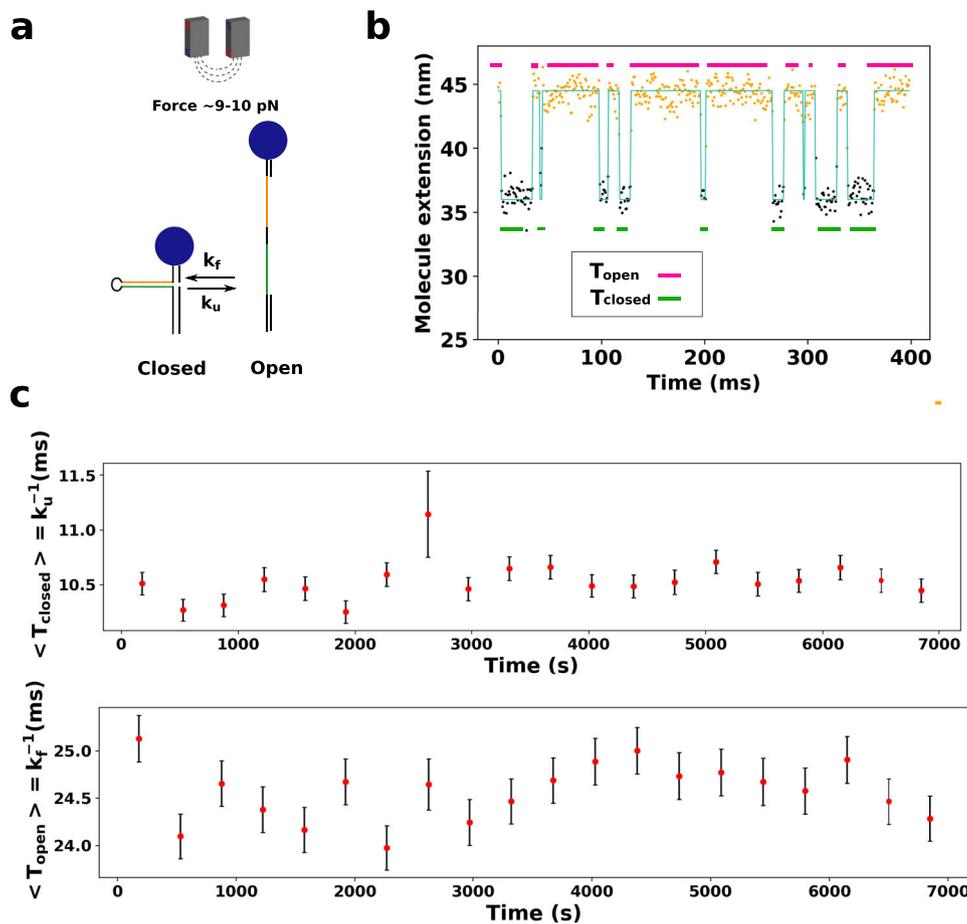 a
Force ~9-10 pN
k_f
k_u
Closed Open
b
Molecule extension (nm)
45
40
35
30
25
T_open
T_closed
0 100 200 300 400
Time (ms)
c
< T_closed > = k_u^-1 (ms)
11.5
11.0
10.5
0 1000 2000 3000 4000 5000 6000 7000
Time (s)
< T_open > = k_f^-1 (ms)
25.0
24.5
24.0
0 1000 2000 3000 4000 5000 6000 7000
Time (s)